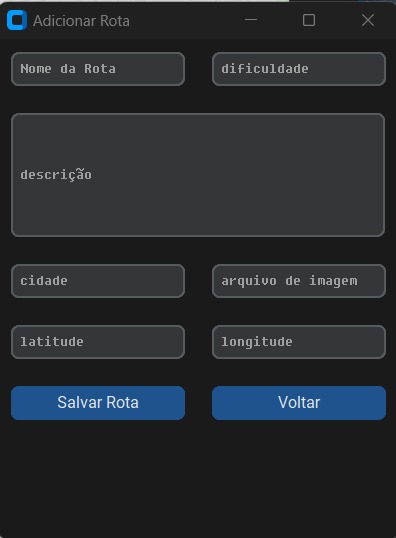 Adicionar Rota
Nome da Rota dificuldade
descrição
cidade arquivo de imagem
latitude longitude
Salvar Rota Voltar